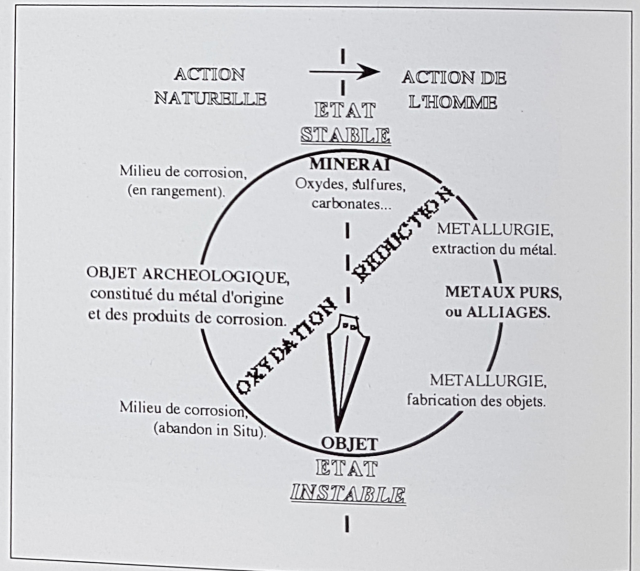 ACTION
NATURELLE
ACTION DE
L'HOMME
ETAT
STABLE
MINERAI
Oxydes, sulfures,
carbonates...
Milieu de corrosion,
(en rangement).
REDUCTION
METALLURGIE,
extraction du métal.
OBJET ARCHEOLOGIQUE,
constitué du métal d'origine
et des produits de corrosion.
METAUX PURS,
ou ALLIAGES.
OXYDATION
METALLURGIE,
fabrication des objets.
Milieu de corrosion,
(abandon in Situ).
OBJET
ETAT
INSTABLE